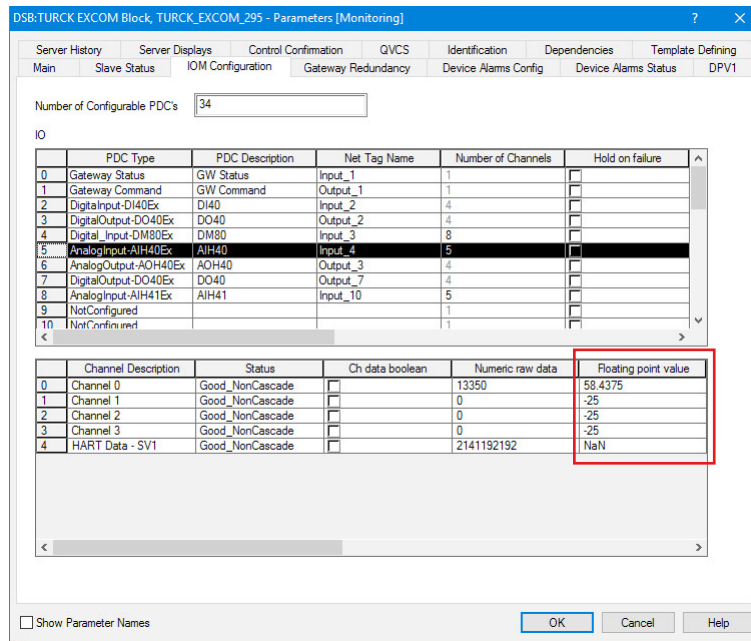 DSB:TURCK EXCOM Block, TURCK_EXCOM_295 - Parameters [Monitoring] ? ×
Server History Server Displays Control Confirmation QVCS Identification Dependencies Template Defining
Main Slave Status IOM Configuration Gateway Redundancy Device Alarms Config Device Alarms Status DPV1
Number of Configurable PDC's 34
IO
PDC Type PDC Description Net Tag Name Number of Channels Hold on failure
0 Gateway Status GW Status Input_1 1
1 Gateway Command GW Command Output_1 1
2 DigitalInput-DI40Ex DI40 Input_2 4
3 DigitalOutput-DO40Ex DO40 Output_2 4
4 Digital_Input-DM80Ex DM80 Input_3 8
5 AnalogInput-AIH40Ex AIH40 Input_4 5
6 AnalogOutput-AOH40Ex AOH40 Output_3 4
7 DigitalOutput-DO40Ex DO40 Output_7 4
8 AnalogInput-AIH41Ex AIH41 Input_10 5
9 NotConfigured 1
10 NotConfigured 1
Channel Description Status Ch data boolean Numeric raw data Floating point value
0 Channel 0 Good_NonCascade 13350 58.4375
1 Channel 1 Good_NonCascade 0 -25
2 Channel 2 Good_NonCascade 0 -25
3 Channel 3 Good_NonCascade 0 -25
4 HART Data - SV1 Good_NonCascade 2141192192 NaN
Show Parameter Names OK Cancel Help